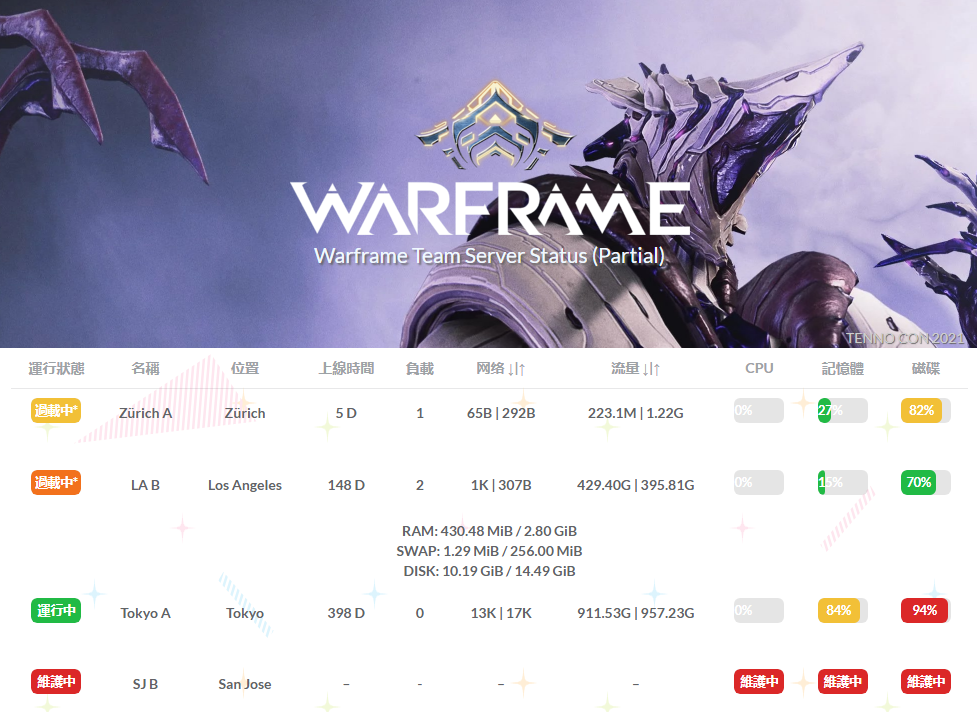 WARFRAME
Warframe Team Server Status (Partial)
TENNO CON 2021
運行狀態 名稱 位置 上線時間 負載 网络↓|↑ 流量↓|↑ CPU 記憶體 磁碟
過載中* Zürich A Zürich 5 D 1 65B | 292B 223.1M | 1.22G 0% 27% 82%
過載中* LA B Los Angeles 148 D 2 1K | 307B 429.40G | 395.81G 0% 15% 70%
RAM: 430.48 MiB / 2.80 GiB
SWAP: 1.29 MiB / 256.00 MiB
DISK: 10.19 GiB / 14.49 GiB
運行中 Tokyo A Tokyo 398 D 0 13K | 17K 911.53G | 957.23G 0% 84% 94%
維護中 SJ B San Jose – - – – 維護中 維護中 維護中